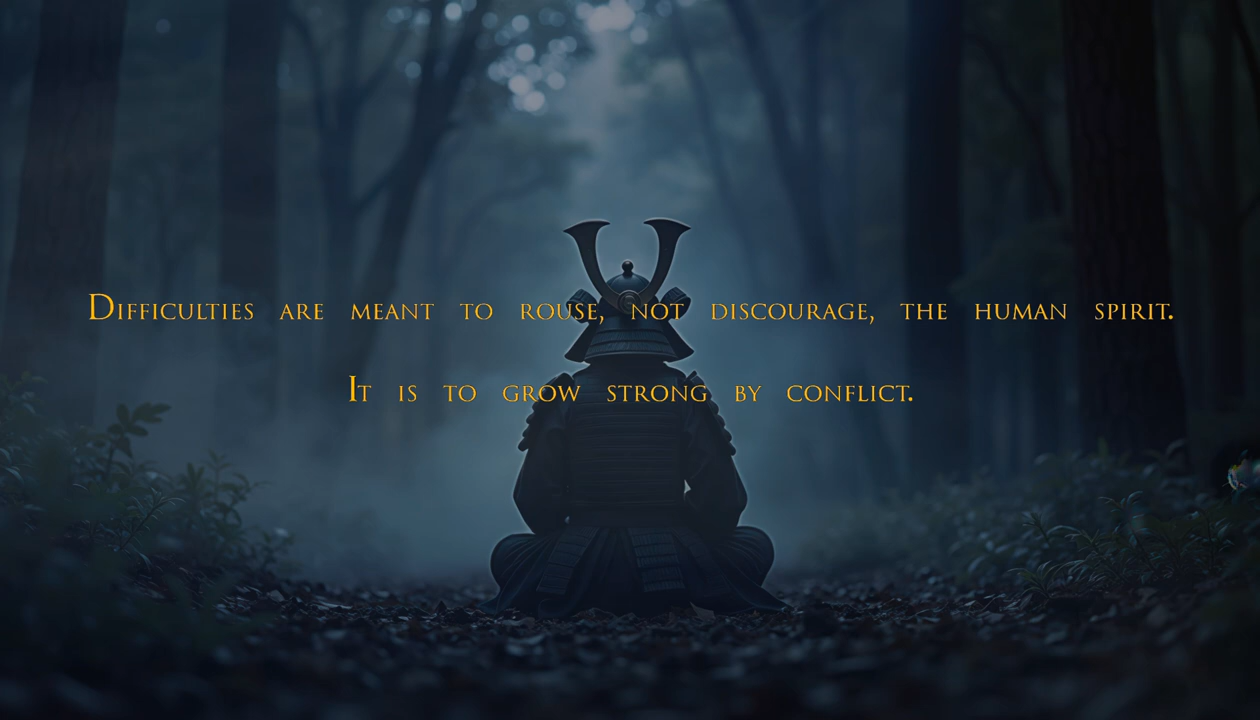 Difficulties are meant to rouse, not discourage, the human spirit.
It is to grow strong by conflict.